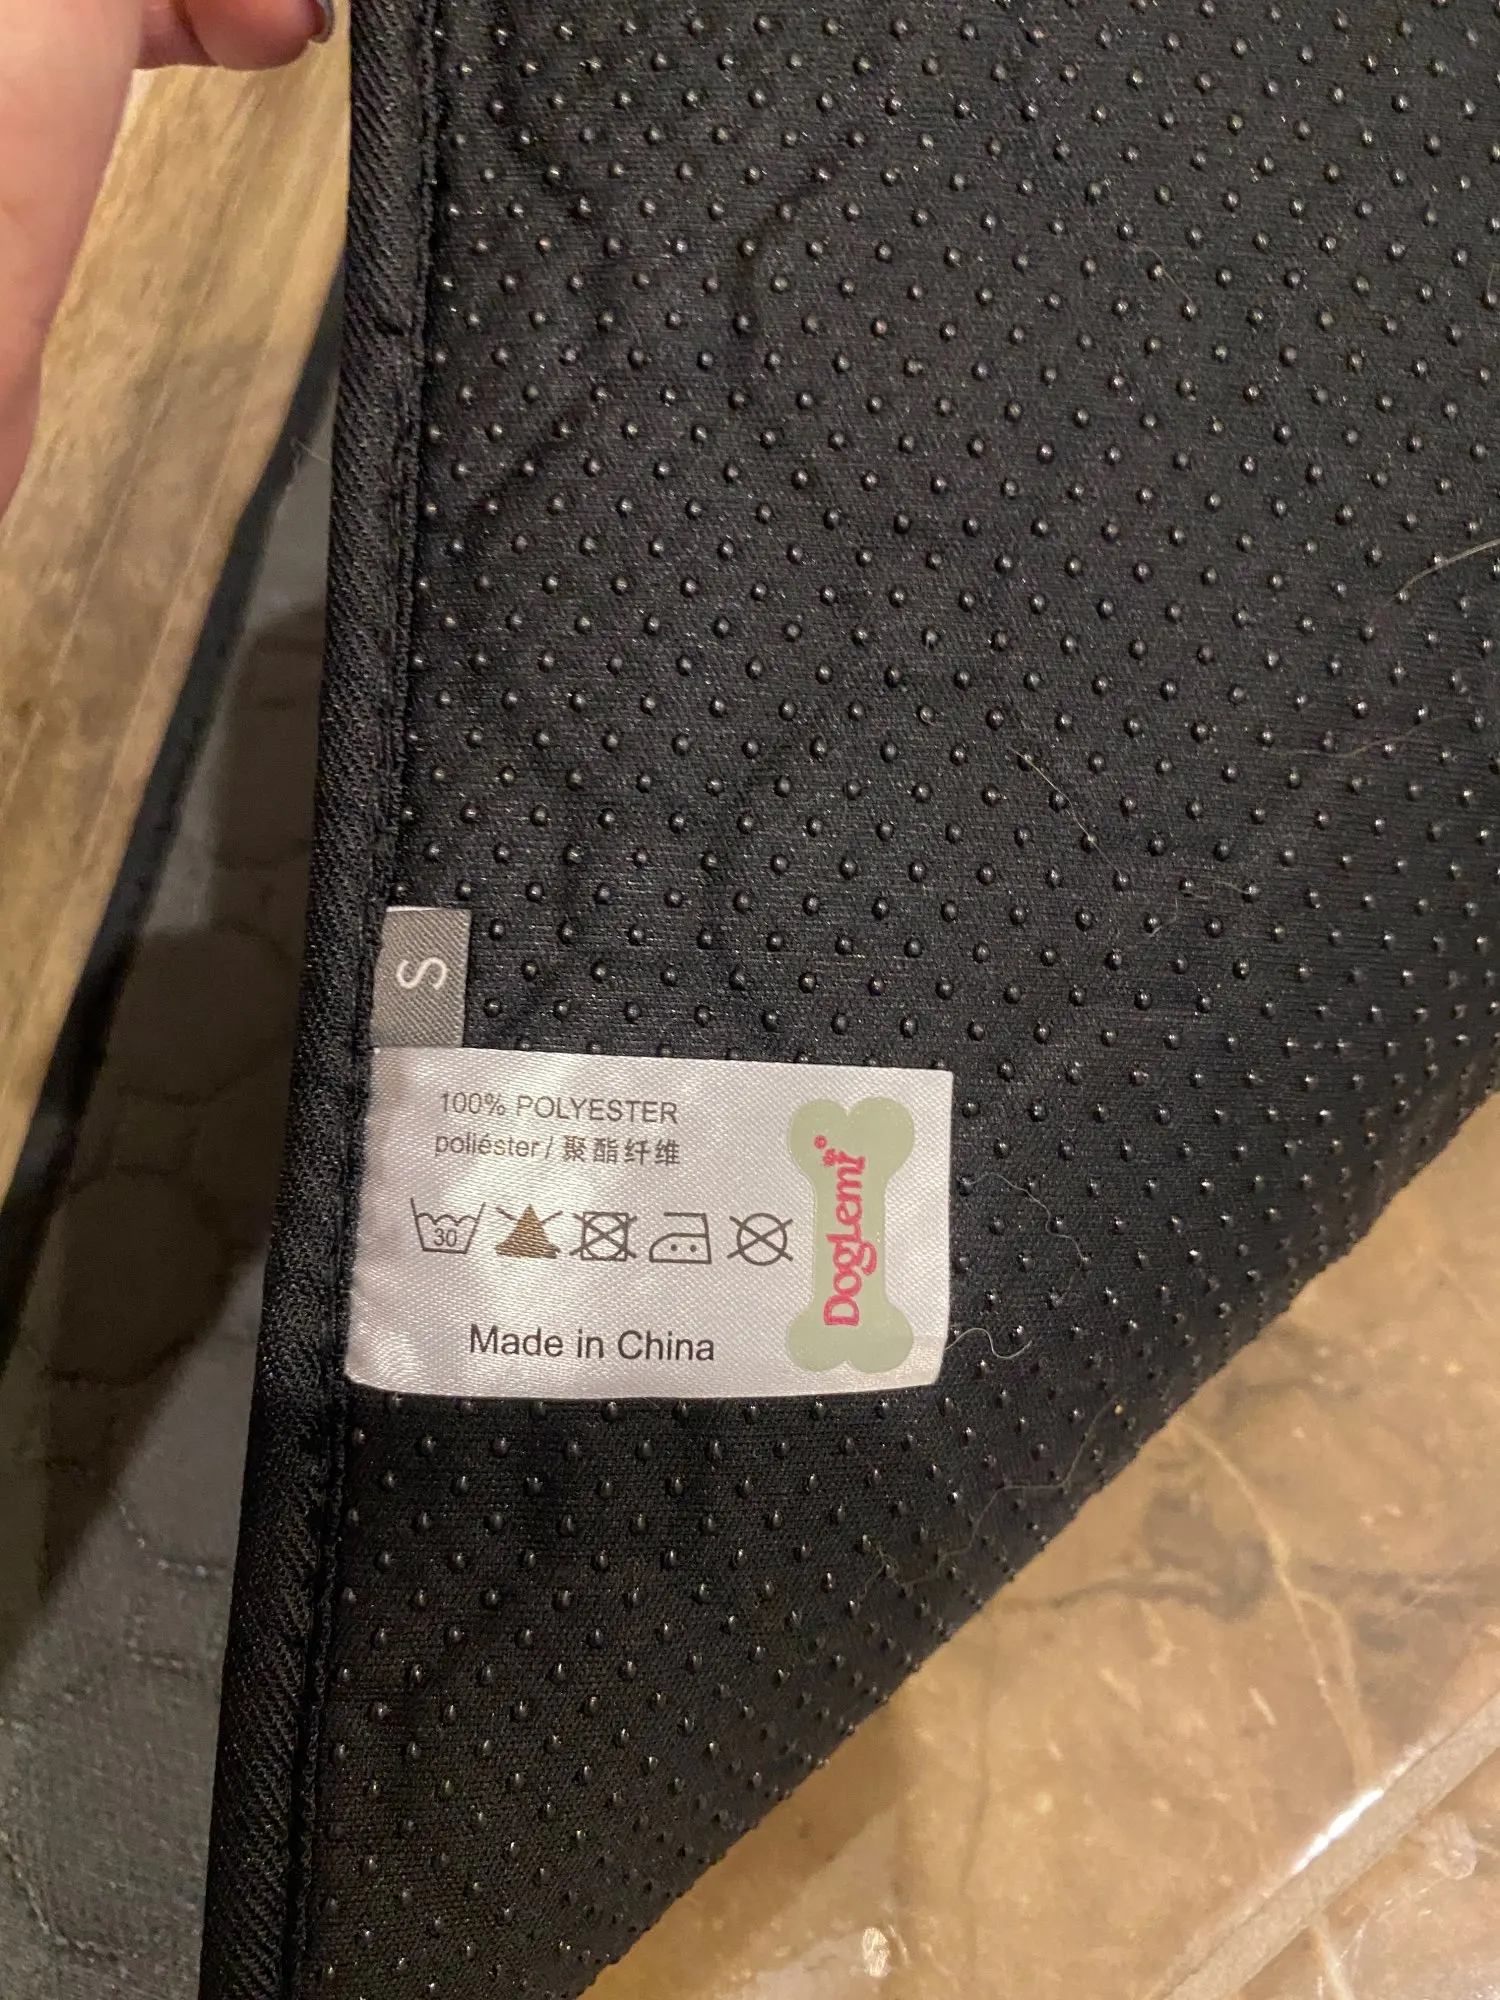 S
100% POLYESTER
poliéster / 聚酯纤维
30
Made in China
DogLemi®